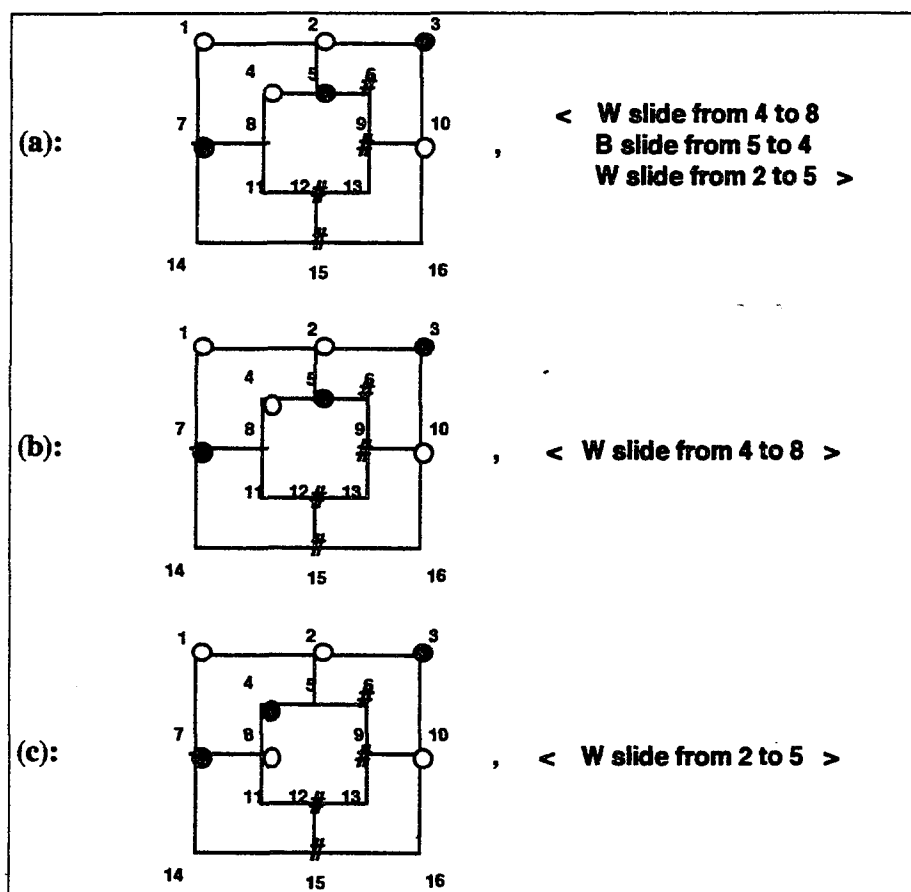 1 2 3
4 5 6
(a): 7 8 9 10 , < W slide from 4 to 8
B slide from 5 to 4
W slide from 2 to 5 >
11 12 13
14 15 16
1 2 3
4 5 6
(b): 7 8 9 10 , < W slide from 4 to 8 >
11 12 13
14 15 16
1 2 3
4 5 6
(c): 7 8 9 10 , < W slide from 2 to 5 >
11 12 13
14 15 16